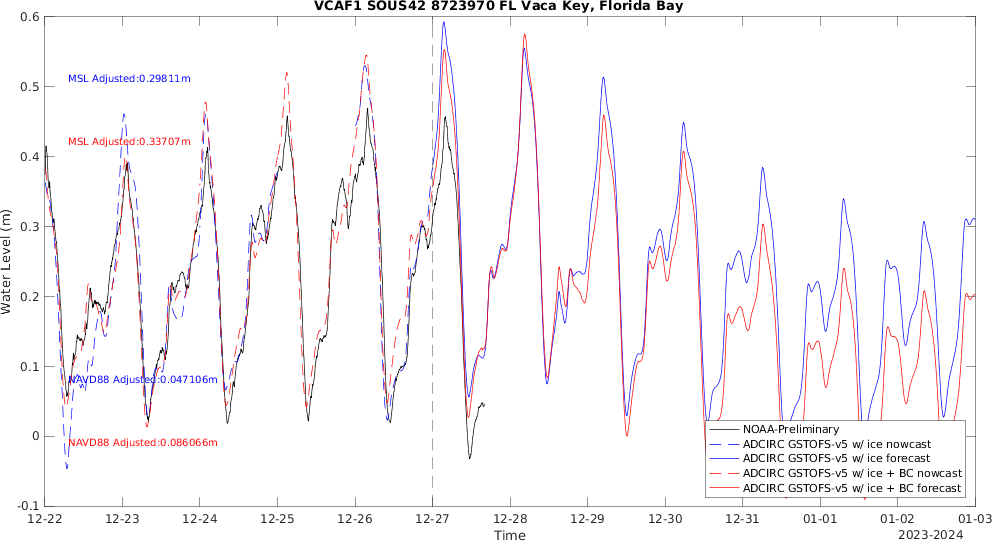 VCAF1 SOUS42 8723970 FL Vaca Key, Florida Bay
0.6
0.5
0.4
0.3
0.2
0.1
0
-0.1
Water Level (m)
MSL Adjusted:0.29811m
MSL Adjusted:0.33707m
NAVD88 Adjusted:0.047106m
NAVD88 Adjusted:0.086066m
NOAA-Preliminary
ADCIRC GSTOFS-v5 w/ ice nowcast
ADCIRC GSTOFS-v5 w/ ice forecast
ADCIRC GSTOFS-v5 w/ ice + BC nowcast
ADCIRC GSTOFS-v5 w/ ice + BC forecast
12-22 12-23 12-24 12-25 12-26 12-27 12-28 12-29 12-30 12-31 01-01 01-02 01-03
Time
2023-2024